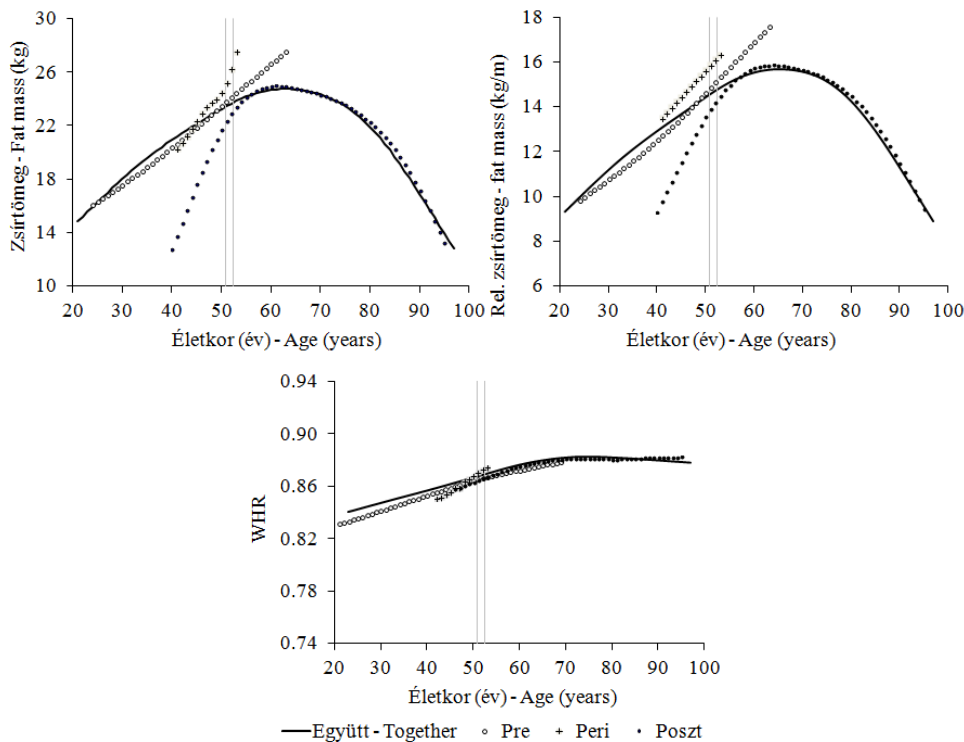 Zsírtömeg - Fat mass (kg)
30
26
22
18
14
10
20 30 40 50 60 70 80 90 100
Életkor (év) - Age (years)
Rel. zsírtömeg - fat mass (kg/m)
18
16
14
12
10
8
6
20 30 40 50 60 70 80 90 100
Életkor (év) - Age (years)
WHR
0.94
0.90
0.86
0.82
0.78
0.74
20 30 40 50 60 70 80 90 100
Életkor (év) - Age (years)
Együtt - Together Pre Peri Poszt